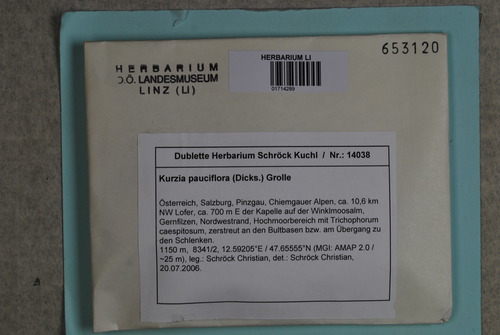 HERBARIUM
O.Ö. LANDESMUSEUM
LINZ (LI)
HERBARIUM LI
01714289
653120
Dublette Herbarium Schröck Kuchl / Nr.: 14038
Kurzia pauciflora (Dicks.) Grolle
Österreich, Salzburg, Pinzgau, Chiemgauer Alpen, ca. 10,6 km
NW Lofer, ca. 700 m E der Kapelle auf der Winklmoosalm,
Gernfilzen, Nordwestrand, Hochmoorbereich mit Trichophorum
caespitosum, zerstreut an den Bultbasen bzw. am Übergang zu
den Schlenken.
1150 m, 8341/2, 12.59205°E / 47.65555°N (MGI: AMAP 2.0 /
~25 m), leg.: Schröck Christian, det.: Schröck Christian,
20.07.2006.